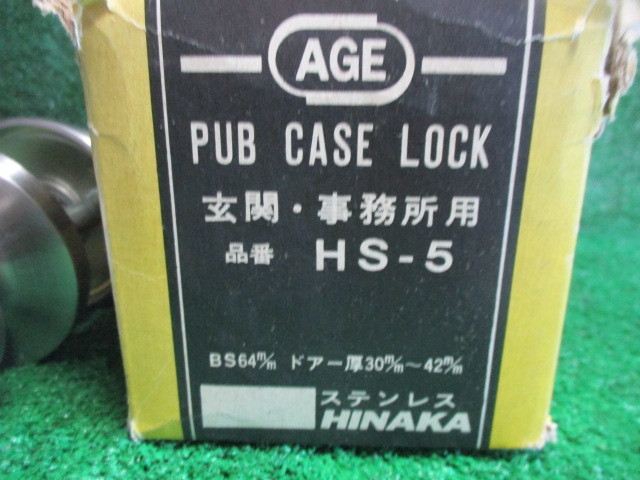 AGE
PUB CASE LOCK
玄関・事務所用
品番 HS-5
BS64m/m ドアー厚30m/m～42m/m
ステンレス
HINAKA